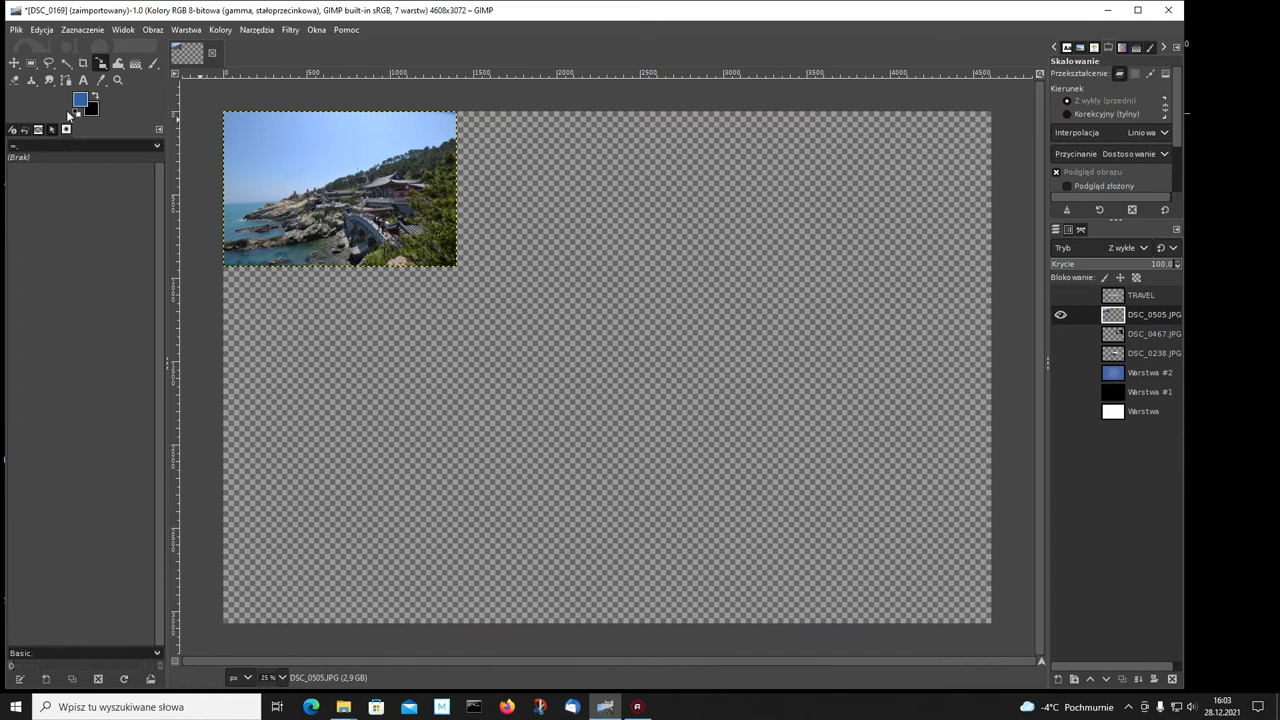 *[DSC_0169] (zaimportowany)-1.0 (Kolory RGB 8-bitowa (gamma, stałoprzecinkowa), GIMP built-in sRGB, 7 warstw) 4608x3072 – GIMP
Plik Edycja Zaznaczenie Widok Obraz Warstwa Kolory Narzędzia Filtry Okna Pomoc
0 500 1000 1500 2000 2500 3000 3500 4000 4500
Skalowanie
Przekształcenie:
Kierunek
Zwykły (przedni)
Korekcyjny (tylny)
Interpolacja Liniowa
Przycinanie Dostosowanie
Podgląd obrazu
Podgląd złożony
(Brak)
Tryb Zwykłe
Krycie 100,0
Blokowanie:
TRAVEL
DSC_0505.JPG
DSC_0467.JPG
DSC_0238.JPG
Warstwa #2
Warstwa #1
Warstwa
Basic,
px 25 % DSC_0505.JPG (2,9 GB)
Wpisz tu wyszukiwane słowa
-4°C Pochmurnie
16:03
28.12.2021